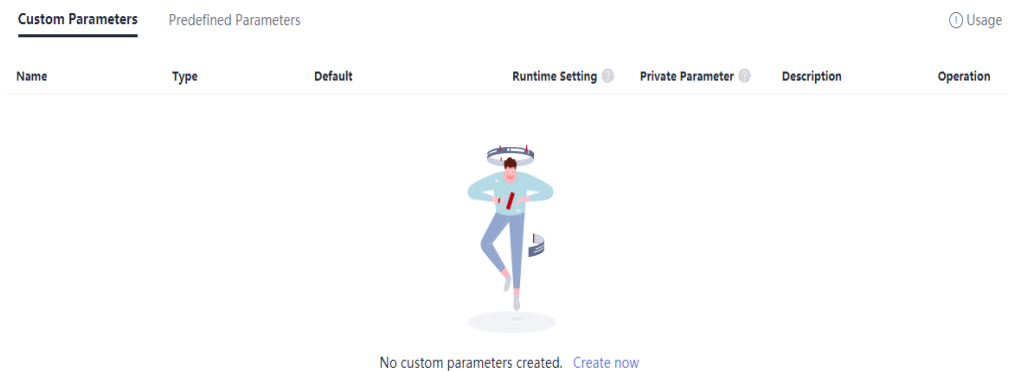 Custom Parameters Predefined Parameters Usage
Name Type Default Runtime Setting Private Parameter Description Operation
No custom parameters created. Create now